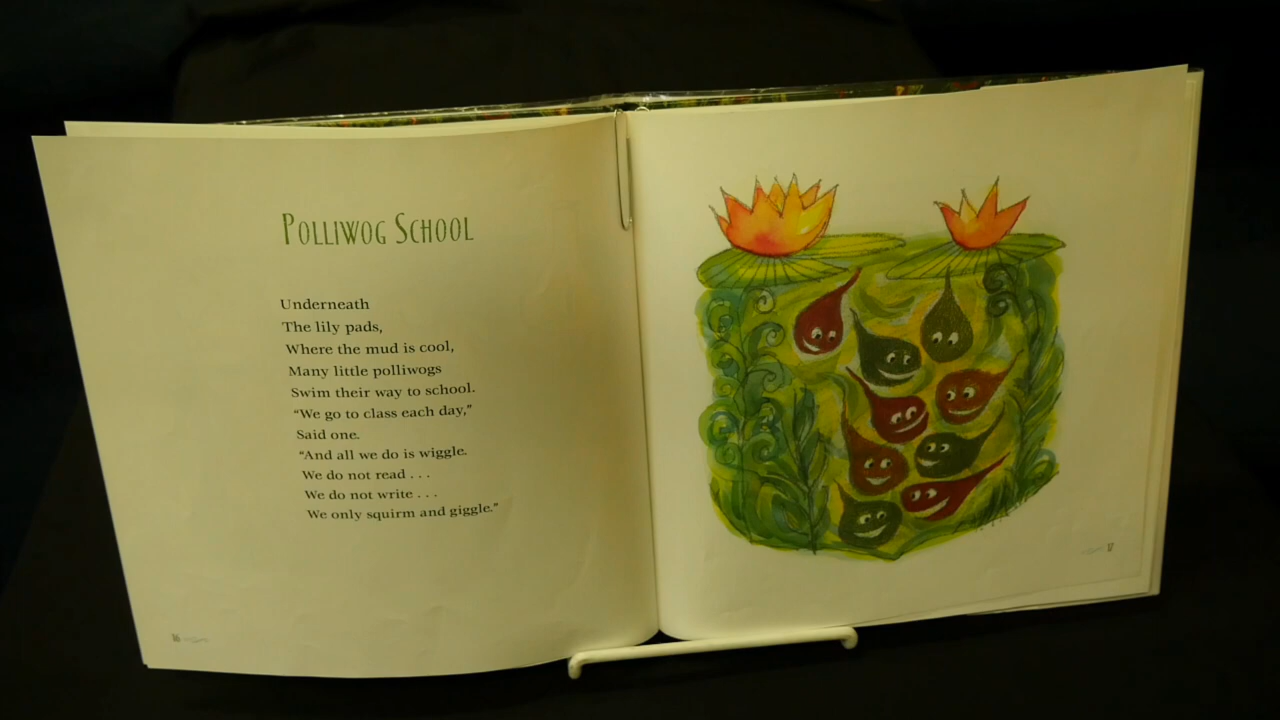 POLLIWOG SCHOOL
Underneath
The lily pads,
Where the mud is cool,
Many little polliwogs
Swim their way to school.
“We go to class each day,”
Said one.
“And all we do is wiggle.
We do not read . . .
We do not write . . .
We only squirm and giggle.”
16
17